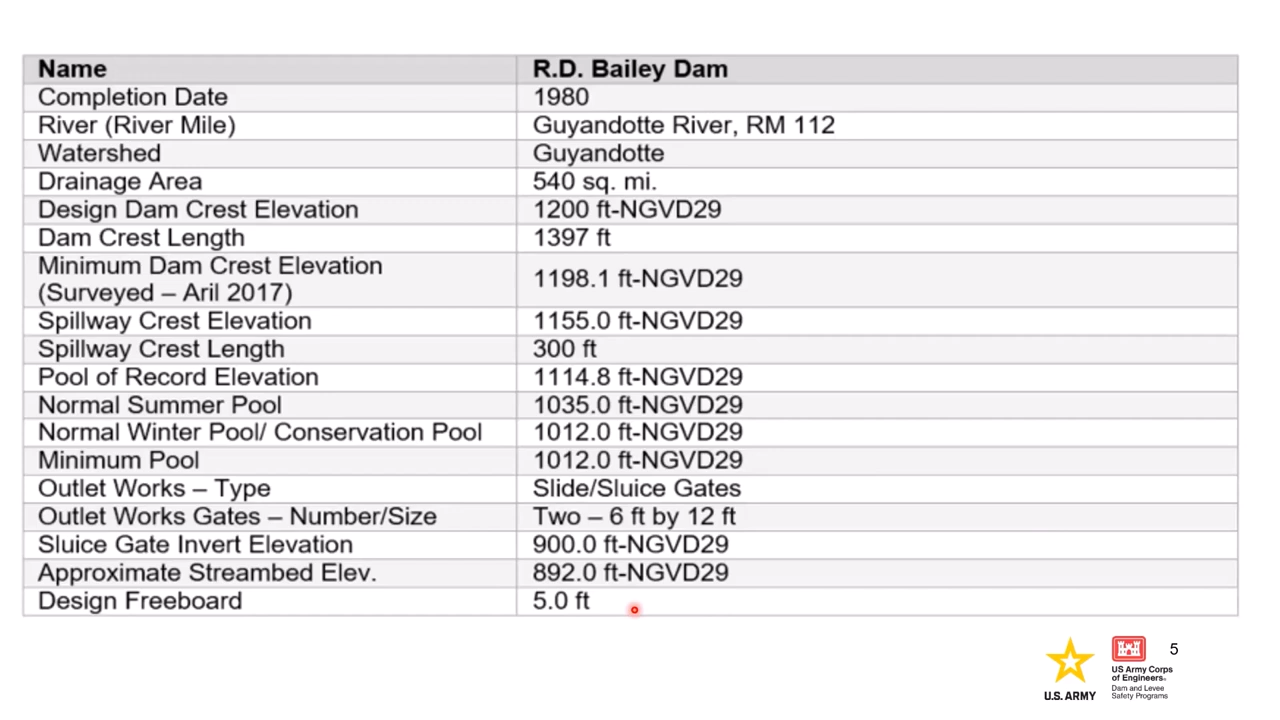 Name R.D. Bailey Dam
Completion Date 1980
River (River Mile) Guyandotte River, RM 112
Watershed Guyandotte
Drainage Area 540 sq. mi.
Design Dam Crest Elevation 1200 ft-NGVD29
Dam Crest Length 1397 ft
Minimum Dam Crest Elevation
(Surveyed – Aril 2017) 1198.1 ft-NGVD29
Spillway Crest Elevation 1155.0 ft-NGVD29
Spillway Crest Length 300 ft
Pool of Record Elevation 1114.8 ft-NGVD29
Normal Summer Pool 1035.0 ft-NGVD29
Normal Winter Pool/ Conservation Pool 1012.0 ft-NGVD29
Minimum Pool 1012.0 ft-NGVD29
Outlet Works – Type Slide/Sluice Gates
Outlet Works Gates – Number/Size Two – 6 ft by 12 ft
Sluice Gate Invert Elevation 900.0 ft-NGVD29
Approximate Streambed Elev. 892.0 ft-NGVD29
Design Freeboard 5.0 ft
5
U.S. ARMY
US Army Corps
of Engineers®
Dam and Levee
Safety Programs